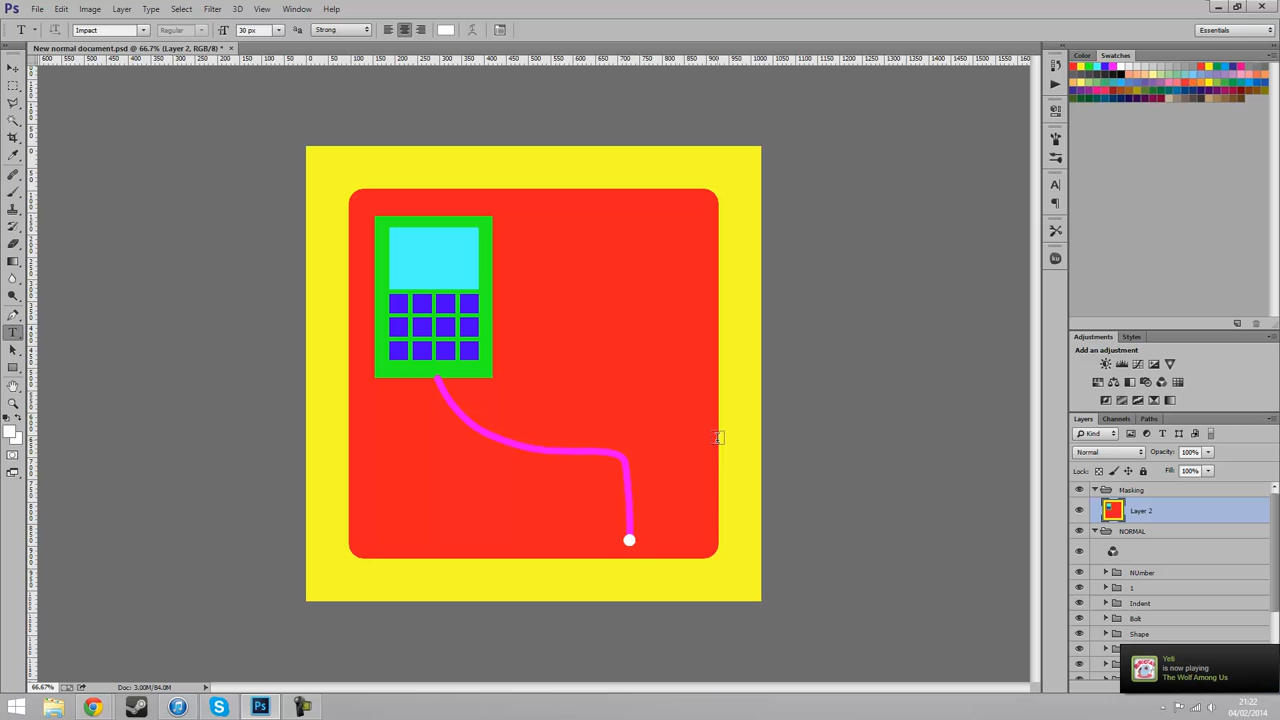 Ps File Edit Image Layer Type Select Filter 3D View Window Help
T Impact Regular 30 px aa Strong Essentials
New normal document.psd @ 66.7% (Layer 2, RGB/8) *
Color Swatches
Adjustments Styles
Add an adjustment
Layers Channels Paths
Kind
Normal Opacity: 100%
Lock: Fill: 100%
Masking
Layer 2
NORMAL
NUmber
1
Indent
Bolt
Shape
Yeli
is now playing
The Wolf Among Us
66.67% Doc: 3.00M/84.0M
Ps 21:22
04/02/2014